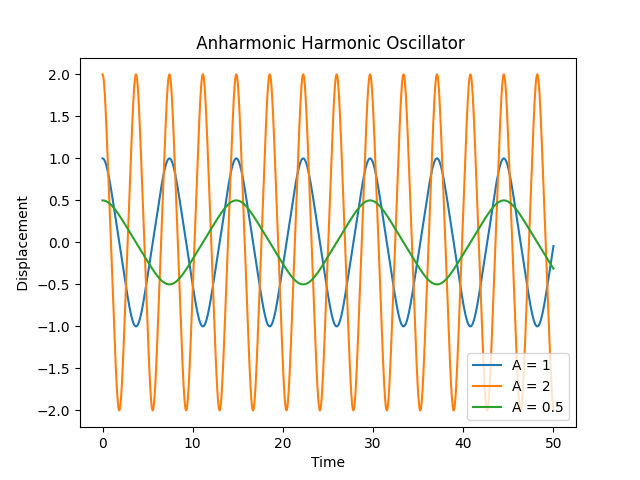 Anharmonic Harmonic Oscillator
2.0
1.5
1.0
0.5
0.0
−0.5
−1.0
−1.5
−2.0
Displacement
A = 1
A = 2
A = 0.5
0 10 20 30 40 50
Time